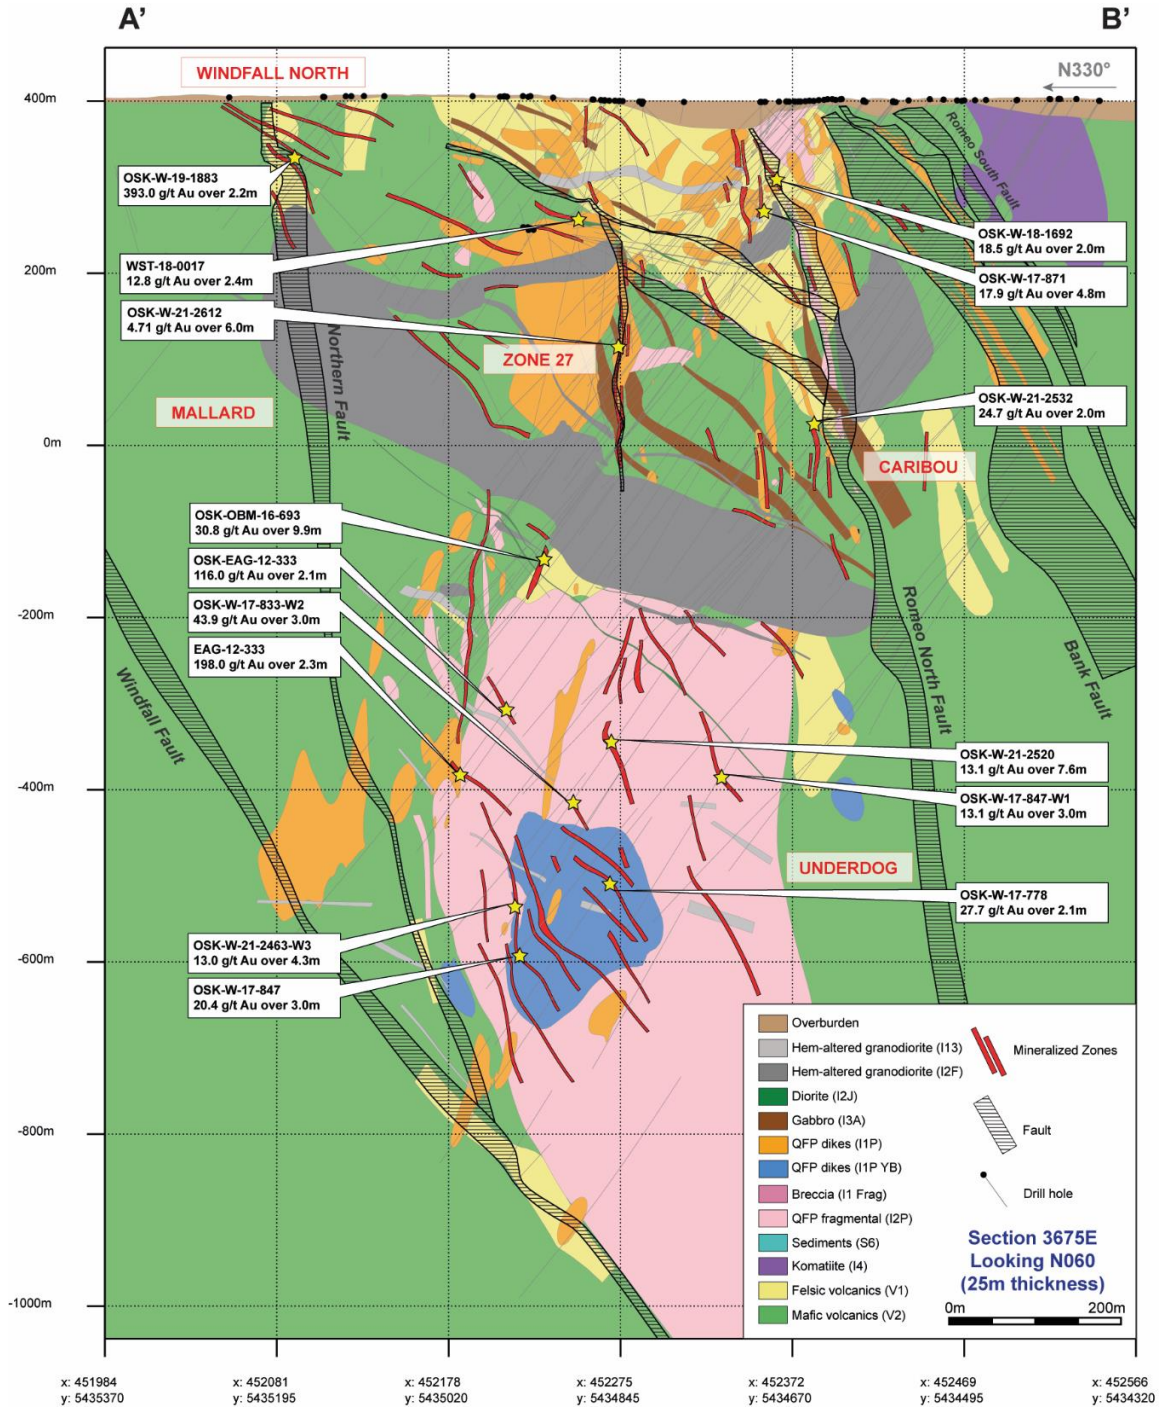 A’
B’
WINDFALL NORTH
N330°
400m
Romeo South Fault
OSK-W-19-1883
393.0 g/t Au over 2.2m
OSK-W-18-1692
18.5 g/t Au over 2.0m
WST-18-0017
12.8 g/t Au over 2.4m
200m
OSK-W-17-871
17.9 g/t Au over 4.8m
OSK-W-21-2612
4.71 g/t Au over 6.0m
Northern Fault
ZONE 27
MALLARD
OSK-W-21-2532
24.7 g/t Au over 2.0m
0m
CARIBOU
OSK-OBM-16-693
30.8 g/t Au over 9.9m
OSK-EAG-12-333
116.0 g/t Au over 2.1m
OSK-W-17-833-W2
43.9 g/t Au over 3.0m
-200m
EAG-12-333
198.0 g/t Au over 2.3m
Romeo North Fault
Bank Fault
Windfall Fault
OSK-W-21-2520
13.1 g/t Au over 7.6m
-400m
OSK-W-17-847-W1
13.1 g/t Au over 3.0m
UNDERDOG
OSK-W-17-778
27.7 g/t Au over 2.1m
OSK-W-21-2463-W3
13.0 g/t Au over 4.3m
-600m
OSK-W-17-847
20.4 g/t Au over 3.0m
Overburden
Hem-altered granodiorite (I13)
Hem-altered granodiorite (I2F)
Diorite (I2J)
Gabbro (I3A)
QFP dikes (I1P)
QFP dikes (I1P YB)
Breccia (I1 Frag)
QFP fragmental (I2P)
Sediments (S6)
Komatiite (I4)
Felsic volcanics (V1)
Mafic volcanics (V2)
Mineralized Zones
Fault
Drill hole
Section 3675E
Looking N060
(25m thickness)
0m 200m
-800m
-1000m
x: 451984
y: 5435370
x: 452081
y: 5435195
x: 452178
y: 5435020
x: 452275
y: 5434845
x: 452372
y: 5434670
x: 452469
y: 5434495
x: 452566
y: 5434320